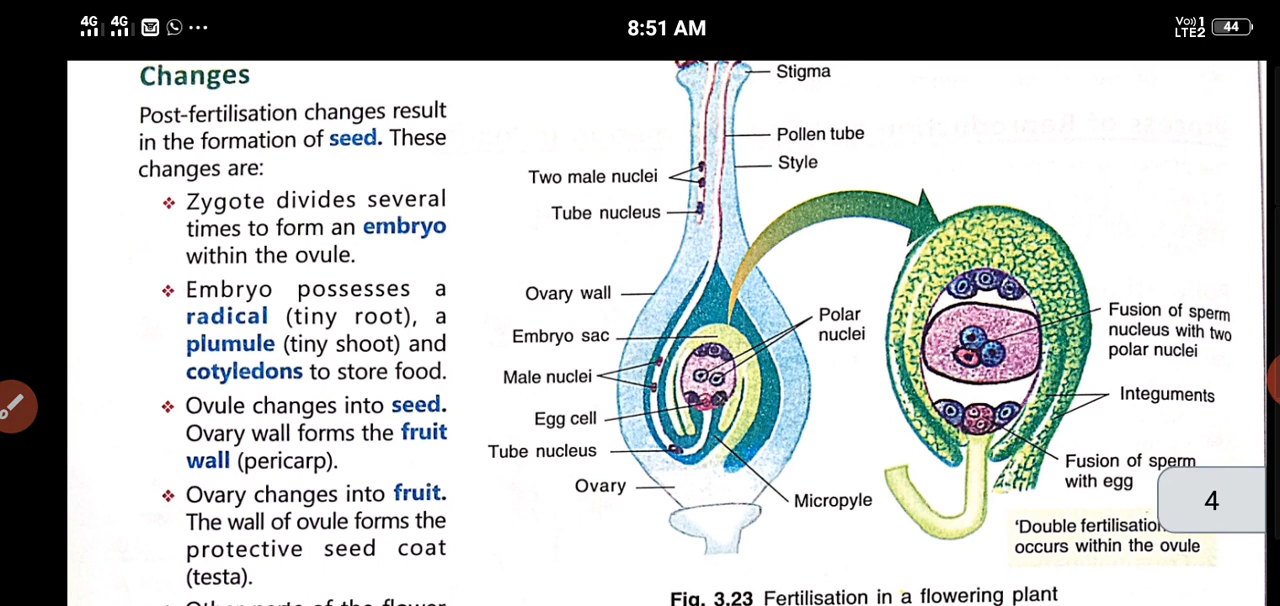 4G 4G
8:51 AM
Vo)) 1
LTE2
44
Changes
Post-fertilisation changes result
in the formation of seed. These
changes are:
❖ Zygote divides several
times to form an embryo
within the ovule.
❖ Embryo possesses a
radical (tiny root), a
plumule (tiny shoot) and
cotyledons to store food.
❖ Ovule changes into seed.
Ovary wall forms the fruit
wall (pericarp).
❖ Ovary changes into fruit.
The wall of ovule forms the
protective seed coat
(testa).
Other parts of the flower
Stigma
Pollen tube
Style
Two male nuclei
Tube nucleus
Ovary wall
Embryo sac
Polar
nuclei
Male nuclei
Egg cell
Tube nucleus
Ovary
Micropyle
Fusion of sperm
nucleus with two
polar nuclei
Integuments
Fusion of sperm
with egg
4
'Double fertilisation
occurs within the ovule
Fig. 3.23 Fertilisation in a flowering plant